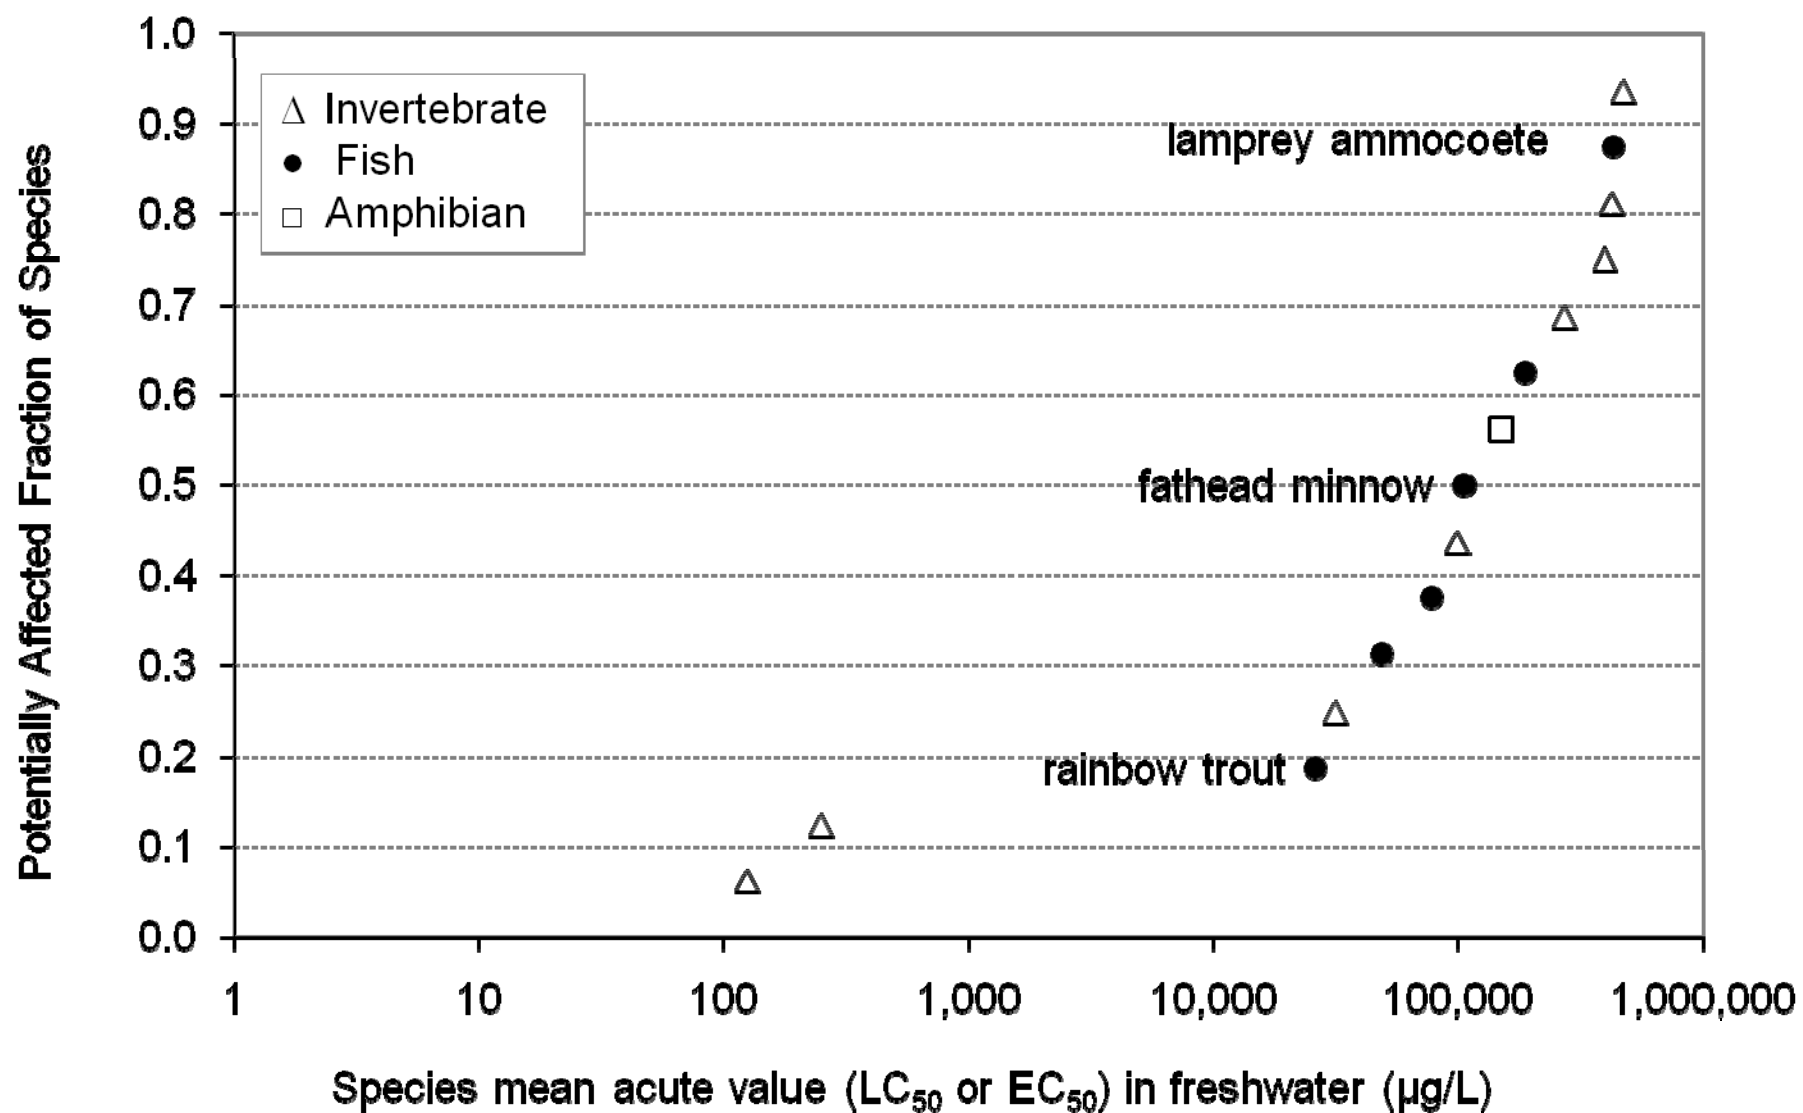 1.0
0.9
0.8
0.7
0.6
0.5
0.4
0.3
0.2
0.1
0.0
Potentially Affected Fraction of Species
Invertebrate
Fish
Amphibian
lamprey ammocoete
fathead minnow
rainbow trout
1 10 100 1,000 10,000 100,000 1,000,000
Species mean acute value (LC50 or EC50) in freshwater (µg/L)